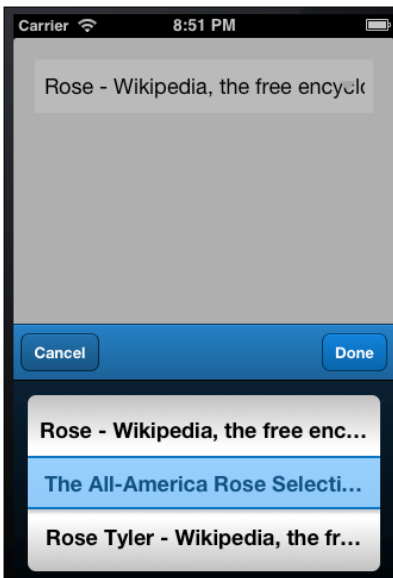 Carrier 8:51 PM
Rose - Wikipedia, the free encyclo
Cancel Done
Rose - Wikipedia, the free enc...
The All-America Rose Selecti...
Rose Tyler - Wikipedia, the fr...